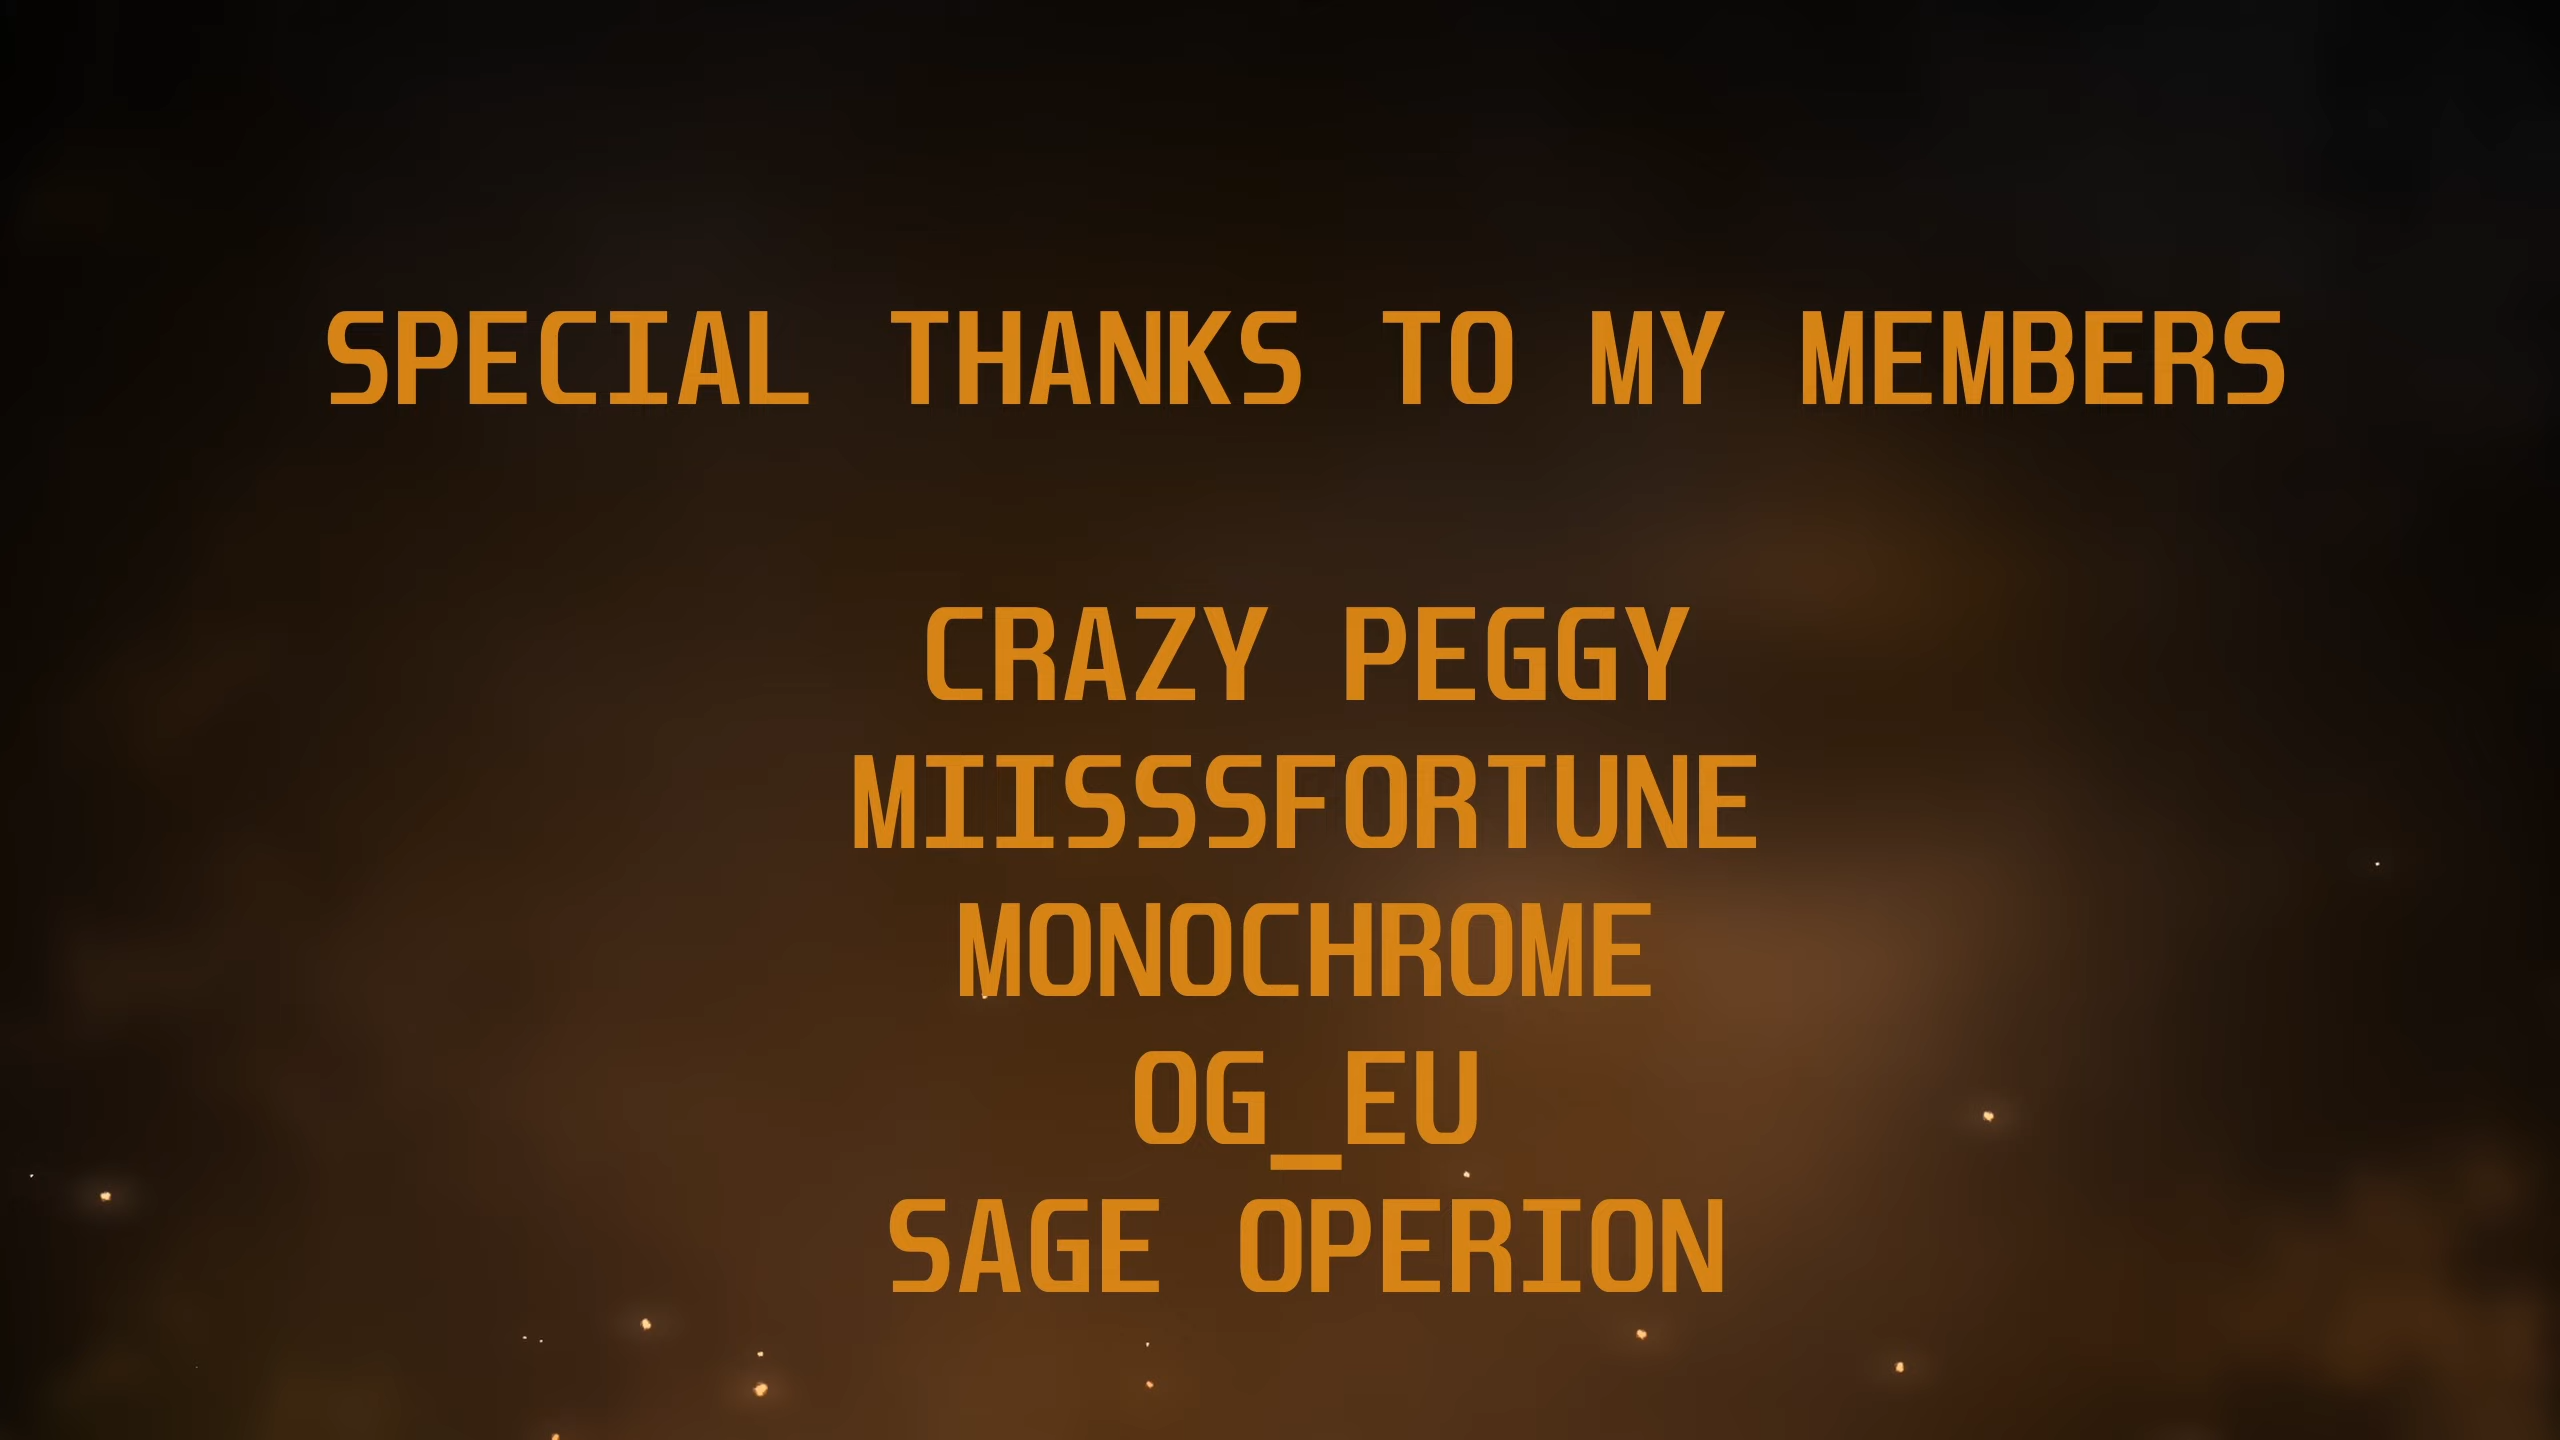 SPECIAL THANKS TO MY MEMBERS
CRAZY PEGGY
MIISSSFORTUNE
MONOCHROME
OG_EU
SAGE OPERION